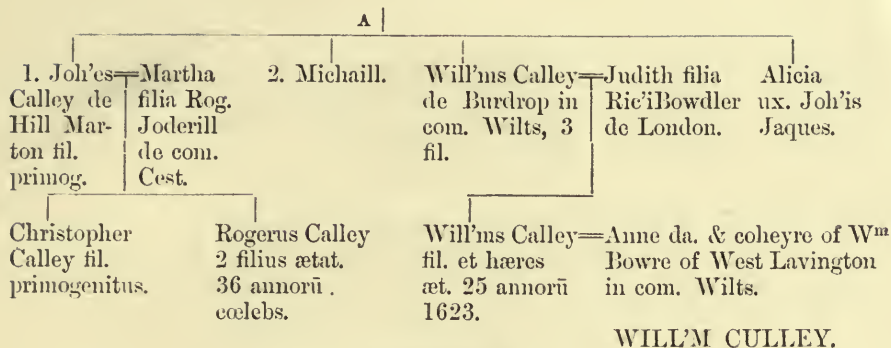 A
1. Joh'es=Martha
Calley de filia Rog.
Hill Mar- Joderill
ton fil. de com.
primog. Cest.
2. Michaill.
Will'ms Calley=Judith filia
de Burdrop in Ric'iBowdler
com. Wilts, 3 de London.
fil.
Alicia
ux. Joh'is
Jaques.
Christopher
Calley fil.
primogenitus.
Rogerus Calley
2 filius ætat.
36 annorū .
cœlebs.
Will'ms Calley=Anne da. & coheyre of Wᵐ
fil. et hæres Bowre of West Lavington
æt. 25 annorū in com. Wilts.
1623.
WILL'M CULLEY.